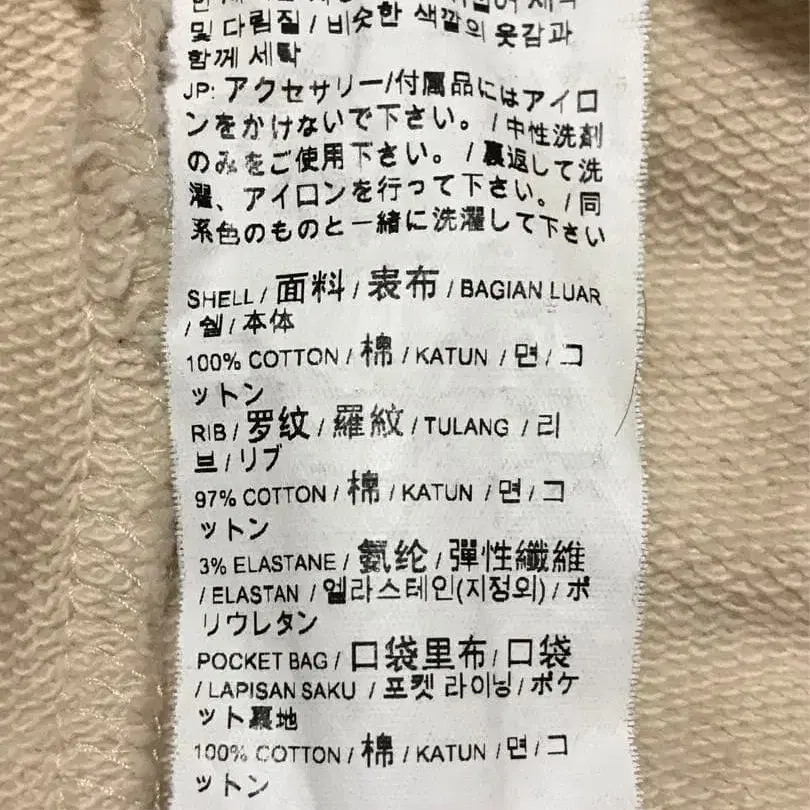 및 다림질 / 비슷한 색깔의 옷감과
함께 세탁
JP: アクセサリー/付属品にはアイロ
ンをかけないで下さい。 / 中性洗剤
のみをご使用下さい。 / 裏返して洗
濯、アイロンを行って下さい。/ 同
系色のものと一緒に洗濯して下さい
SHELL / 面料 / 表布 / BAGIAN LUAR
/ 쉘 / 本体
100% COTTON / 棉 / KATUN / 면 / コ
ットン
RIB / 罗纹 / 羅紋 / TULANG / 리
브 / リブ
97% COTTON / 棉 / KATUN / 면 / コ
ットン
3% ELASTANE / 氨纶 / 彈性纖維
/ ELASTAN / 엘라스테인(지정외) / ポ
リウレタン
POCKET BAG / 口袋里布 / 口袋
/ LAPISAN SAKU / 포켓 라이닝 / ポケ
ット裏地
100% COTTON / 棉 / KATUN / 면 / コ
ットン